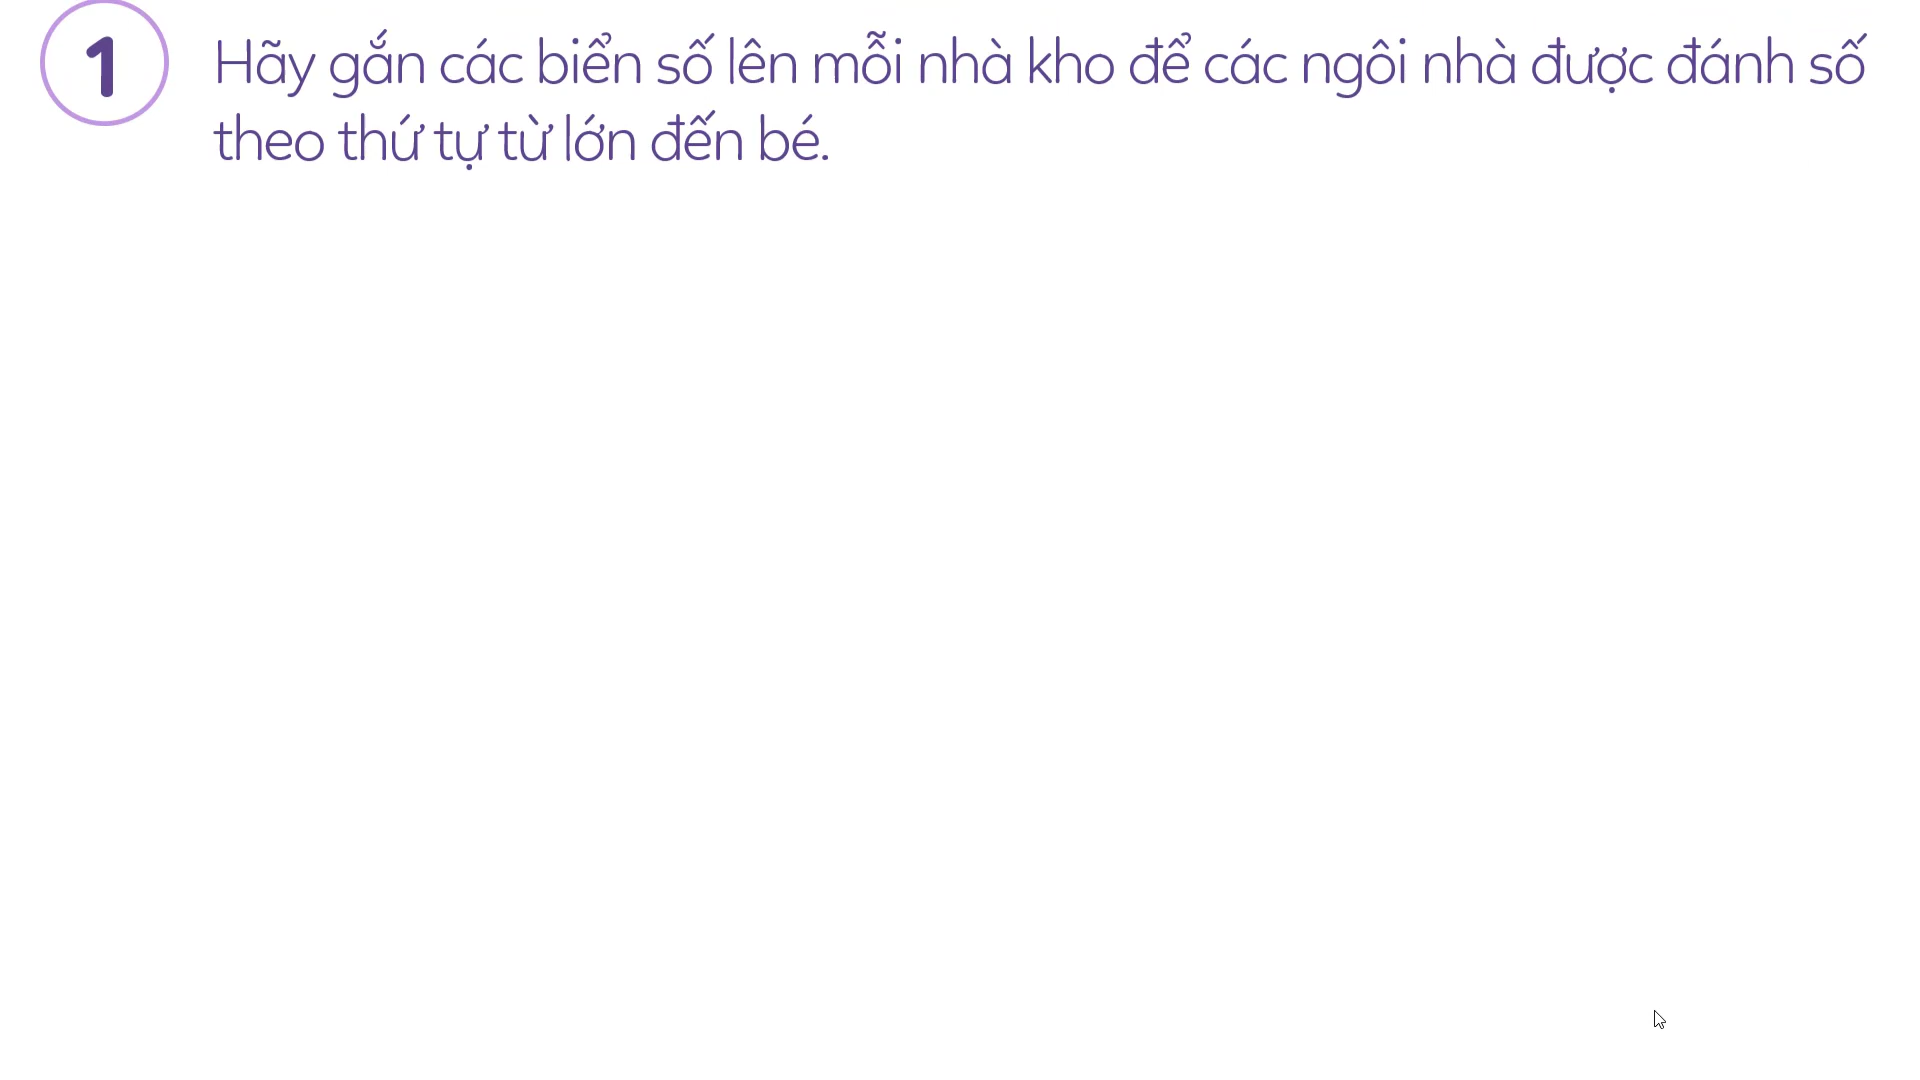 1
Hãy gắn các biển số lên mỗi nhà kho để các ngôi nhà được đánh số
theo thứ tự từ lớn đến bé.